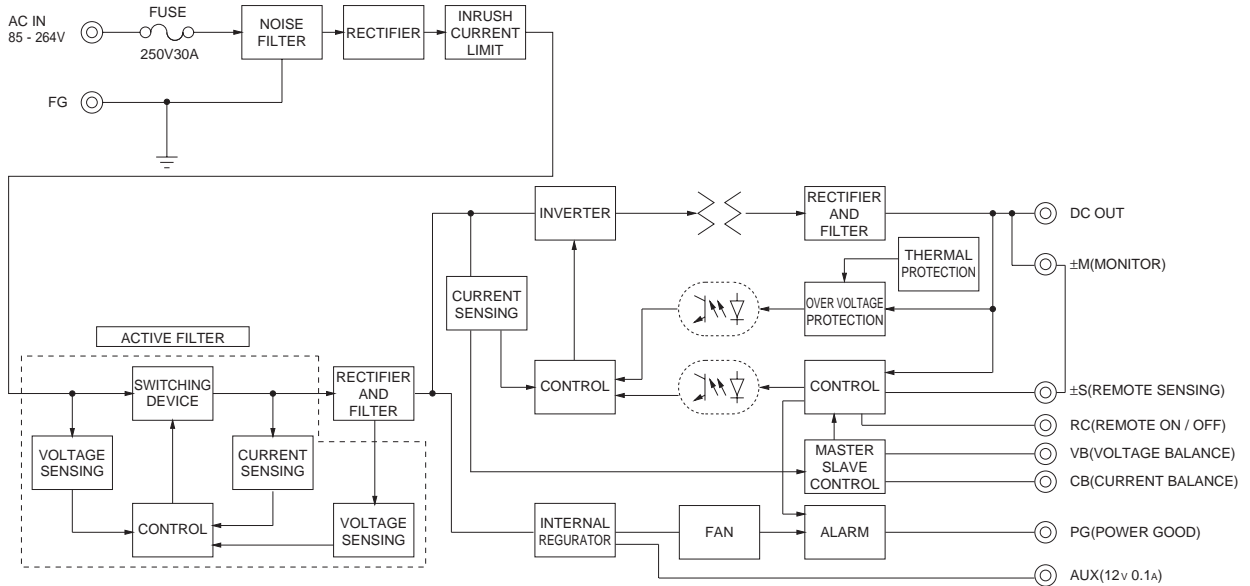 AC IN
85 - 264V
FUSE
250V30A
NOISE
FILTER
RECTIFIER
INRUSH
CURRENT
LIMIT
FG
INVERTER
RECTIFIER
AND
FILTER
DC OUT
THERMAL
PROTECTION
±M(MONITOR)
CURRENT
SENSING
OVER VOLTAGE
PROTECTION
ACTIVE FILTER
SWITCHING
DEVICE
RECTIFIER
AND
FILTER
CONTROL
CONTROL
±S(REMOTE SENSING)
RC(REMOTE ON / OFF)
VOLTAGE
SENSING
CURRENT
SENSING
MASTER
SLAVE
CONTROL
VB(VOLTAGE BALANCE)
CB(CURRENT BALANCE)
CONTROL
VOLTAGE
SENSING
INTERNAL
REGURATOR
FAN
ALARM
PG(POWER GOOD)
AUX(12V 0.1A)